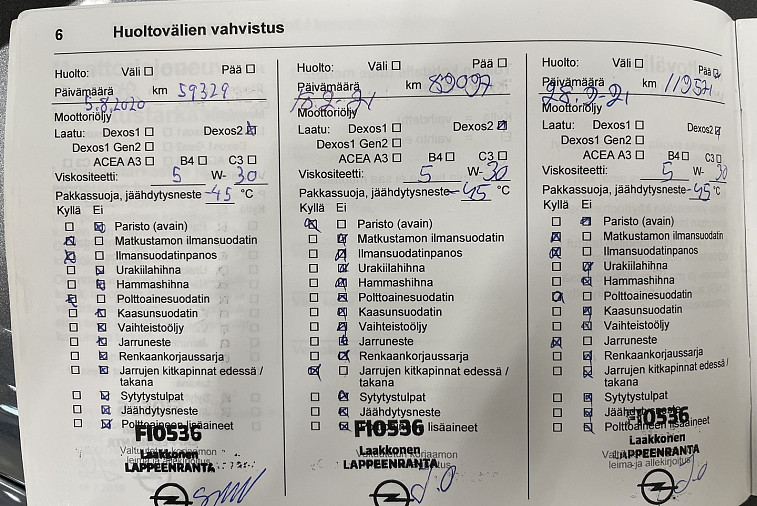 6 Huoltovälien vahvistus
Huolto: Väli Pää
Päivämäärä km 59329
5.8.2020
Moottoriöljy
Laatu: Dexos1 Dexos2
Dexos1 Gen2
ACEA A3 B4 C3
Viskositeetti: 5 W- 30
Pakkassuoja, jäähdytysneste -45 °C
Kyllä Ei
Paristo (avain)
Matkustamon ilmansuodatin
Ilmansuodatinpanos
Urakiilahihna
Hammashihna
Polttoainesuodatin
Kaasunsuodatin
Vaihteistoöljy
Jarruneste
Renkaankorjaussarja
Jarrujen kitkapinnat edessä /
takana
Sytytystulpat
Jäähdytysneste
Polttoaineen lisäaineet
FI0536
Laakkonen
LAPPEENRANTA
Huolto: Väli Pää
Päivämäärä km 89097
Moottoriöljy
Laatu: Dexos1 Dexos2
Dexos1 Gen2
ACEA A3 B4 C3
Viskositeetti: 5 W- 30
Pakkassuoja, jäähdytysneste -45 °C
Kyllä Ei
Paristo (avain)
Matkustamon ilmansuodatin
Ilmansuodatinpanos
Urakiilahihna
Hammashihna
Polttoainesuodatin
Kaasunsuodatin
Vaihteistoöljy
Jarruneste
Renkaankorjaussarja
Jarrujen kitkapinnat edessä /
takana
Sytytystulpat
Jäähdytysneste
lisäaineet
FI0536
Laakkonen
LAPPEENRANTA
Huolto: Väli Pää
Päivämäärä km
Moottoriöljy
Laatu: Dexos1 Dexos2
Dexos1 Gen2
ACEA A3 B4 C3
Viskositeetti: 5 W- 30
Pakkassuoja, jäähdytysneste -45 °C
Kyllä Ei
Paristo (avain)
Matkustamon ilmansuodatin
Ilmansuodatinpanos
Urakiilahihna
Hammashihna
Polttoainesuodatin
Kaasunsuodatin
Vaihteistoöljy
Jarruneste
Renkaankorjaussarja
Jarrujen kitkapinnat edessä /
takana
Sytytystulpat
Jäähdytysneste
Polttoaineen lisäaineet
FI0536
Laakkonen
LAPPEENRANTA
leima ja allekirjoitus